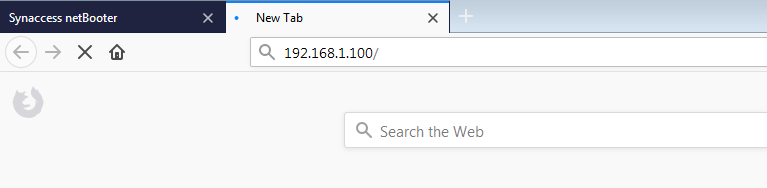 Synaccess netBooter
New Tab
192.168.1.100/
Search the Web